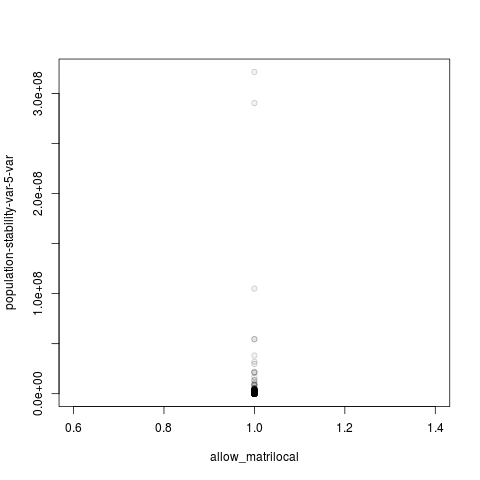 population-stability-var-5-var
3.0e+08
2.0e+08
1.0e+08
0.0e+00
0.6
0.8
1.0
1.2
1.4
allow_matrilocal